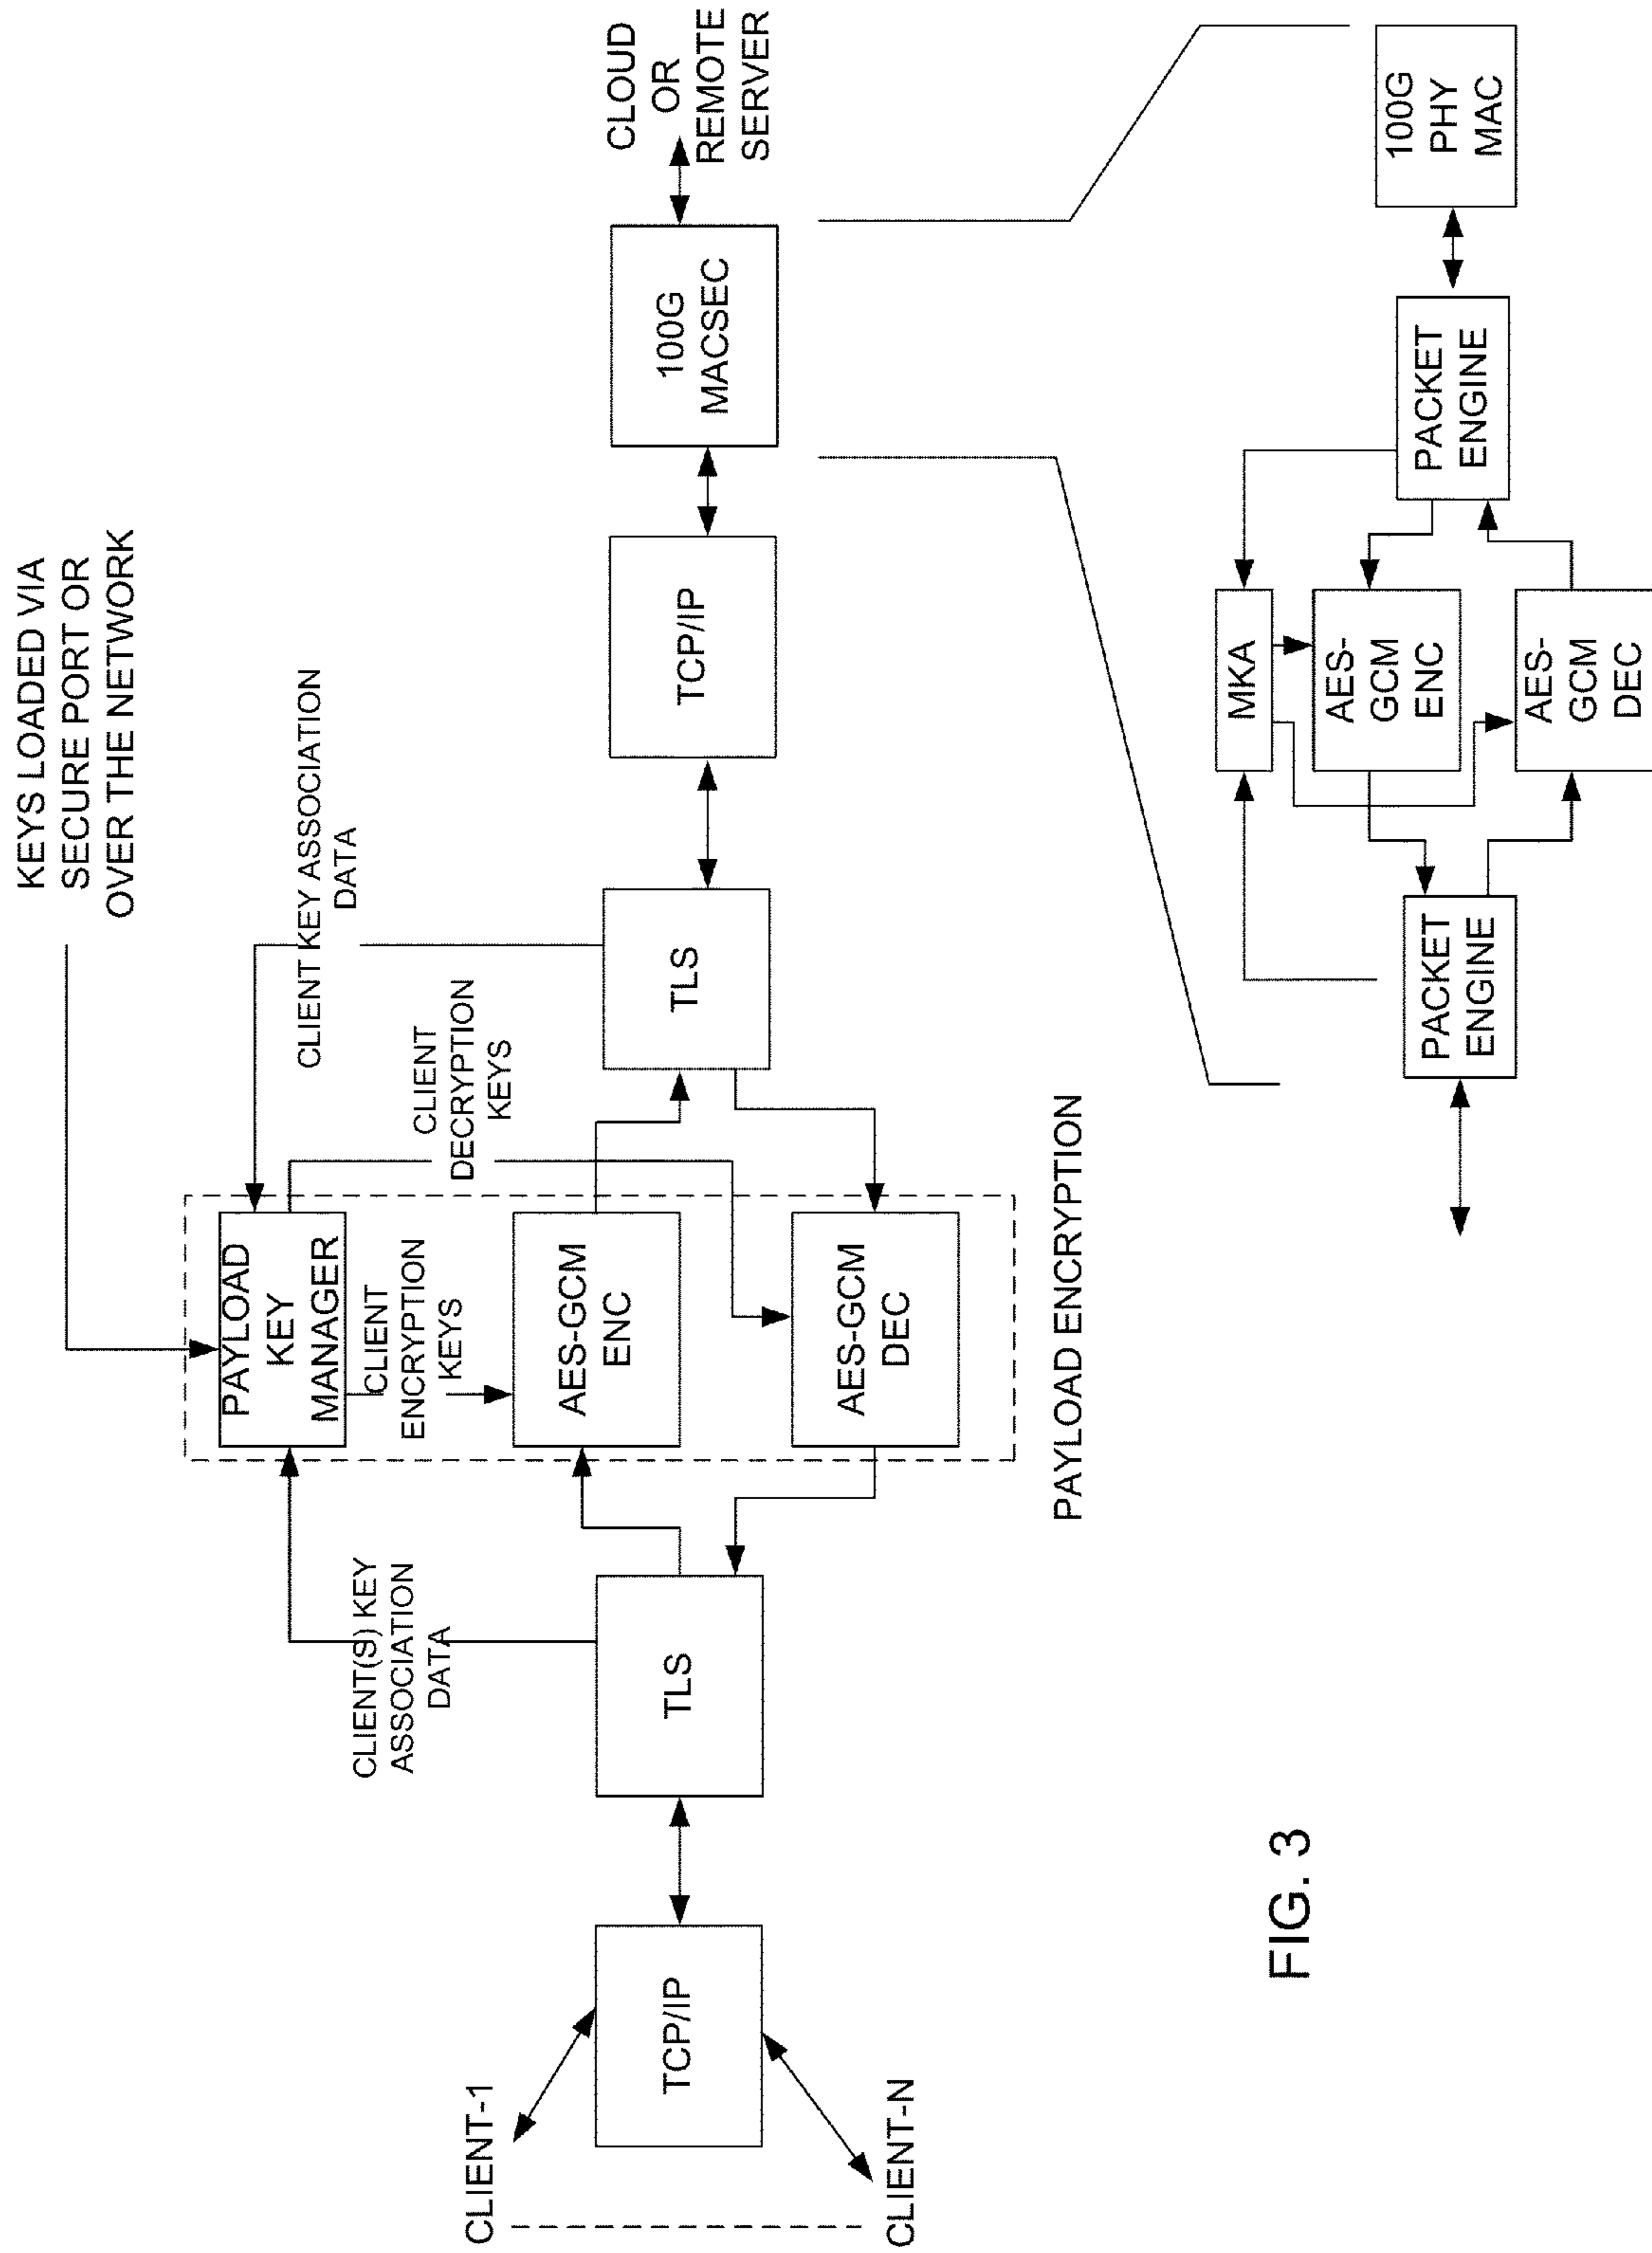 KEYS LOADED VIA
SECURE PORT OR
OVER THE NETWORK
CLIENT KEY ASSOCIATION
DATA
CLIENT(S) KEY
ASSOCIATION
DATA
PAYLOAD
KEY
MANAGER
CLIENT
ENCRYPTION
KEYS
CLIENT
DECRYPTION
KEYS
CLIENT-1
CLIENT-N
TCP/IP
TLS
AES-GCM
ENC
AES-GCM
DEC
PAYLOAD ENCRYPTION
TLS
TCP/IP
100G
MACSEC
CLOUD
OR
REMOTE
SERVER
PACKET
ENGINE
MKA
AES-
GCM
ENC
AES-
GCM
DEC
PACKET
ENGINE
100G
PHY
MAC
FIG. 3